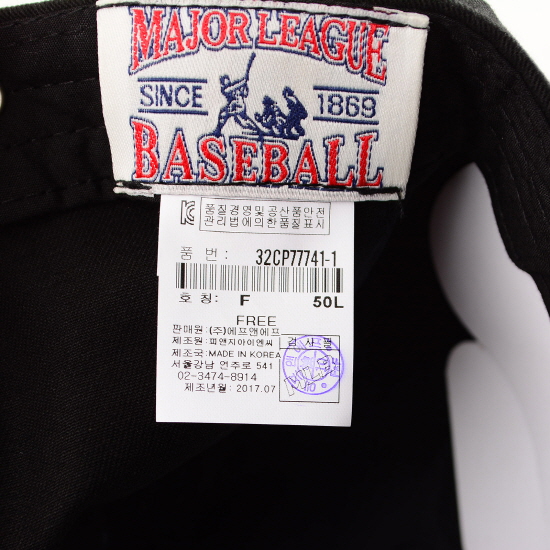 MAJOR LEAGUE
SINCE 1869
BASEBALL
품질경영및공산품안전
관리법에의한품질표시
품 번: 32CP77741-1
호 칭: F 50L
FREE
판매원: (주)에프앤에프
제조원: 피앤지아이엔씨
제조국: MADE IN KOREA
서울강남 언주로 541
02-3474-8914
제조년월: 2017.07
검 사 필